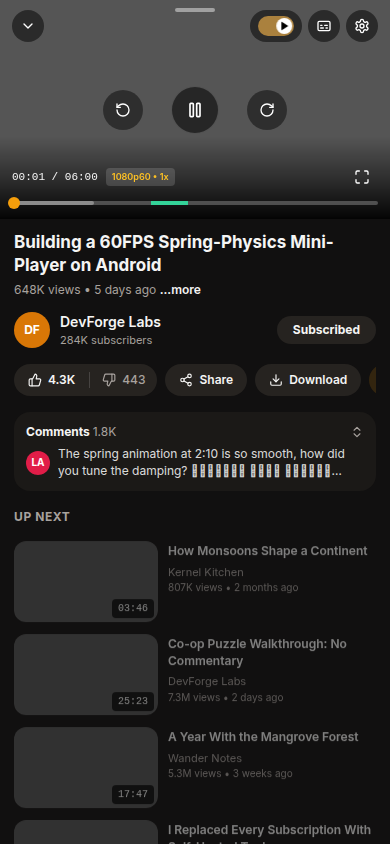 00:01 / 06:00 1080p60 • 1x
Building a 60FPS Spring-Physics Mini-
Player on Android
648K views • 5 days ago ...more
DF DevForge Labs Subscribed
284K subscribers
4.3K 443 Share Download
Comments 1.8K
LA The spring animation at 2:10 is so smooth, how did
you tune the damping? ...
UP NEXT
How Monsoons Shape a Continent
Kernel Kitchen
807K views • 2 months ago
03:46
Co-op Puzzle Walkthrough: No
Commentary
DevForge Labs
7.3M views • 2 days ago
25:23
A Year With the Mangrove Forest
Wander Notes
5.3M views • 3 weeks ago
17:47
I Replaced Every Subscription With